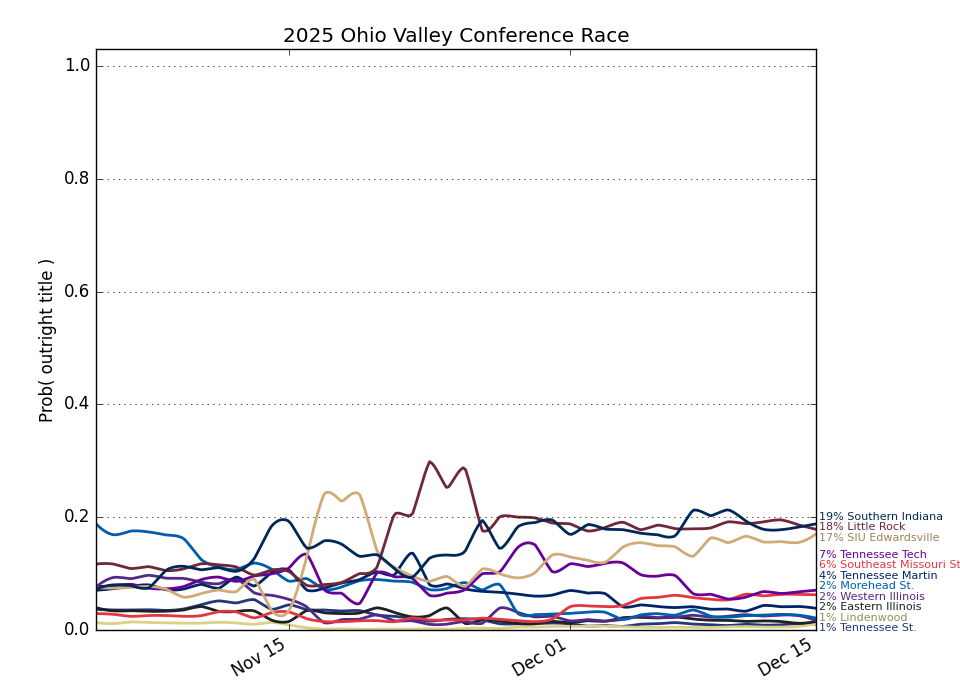 2025 Ohio Valley Conference Race
Prob( outright title )
1.0
0.8
0.6
0.4
0.2
0.0
Nov 15
Dec 01
Dec 15
19% Southern Indiana
18% Little Rock
17% SIU Edwardsville
7% Tennessee Tech
6% Southeast Missouri St
4% Tennessee Martin
2% Morehead St.
2% Western Illinois
2% Eastern Illinois
1% Lindenwood
1% Tennessee St.